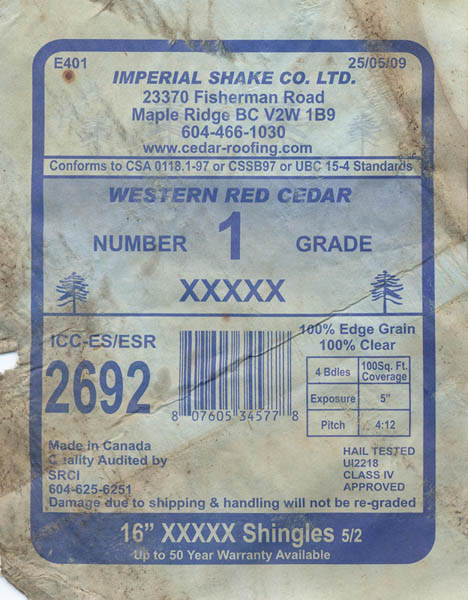 E401 25/05/09
IMPERIAL SHAKE CO. LTD.
23370 Fisherman Road
Maple Ridge BC V2W 1B9
604-466-1030
www.cedar-roofing.com
Conforms to CSA 0118.1-97 or CSSB97 or UBC 15-4 Standards
WESTERN RED CEDAR
NUMBER 1 GRADE
XXXXX
ICC-ES/ESR
2692
8 07605 34577 8
100% Edge Grain
100% Clear
4 Bdles 100Sq. Ft. Coverage
Exposure 5"
Pitch 4:12
Made in Canada
Quality Audited by
SRCI
604-625-6251
HAIL TESTED
UI2218
CLASS IV
APPROVED
Damage due to shipping & handling will not be re-graded
16” XXXXX Shingles 5/2
Up to 50 Year Warranty Available